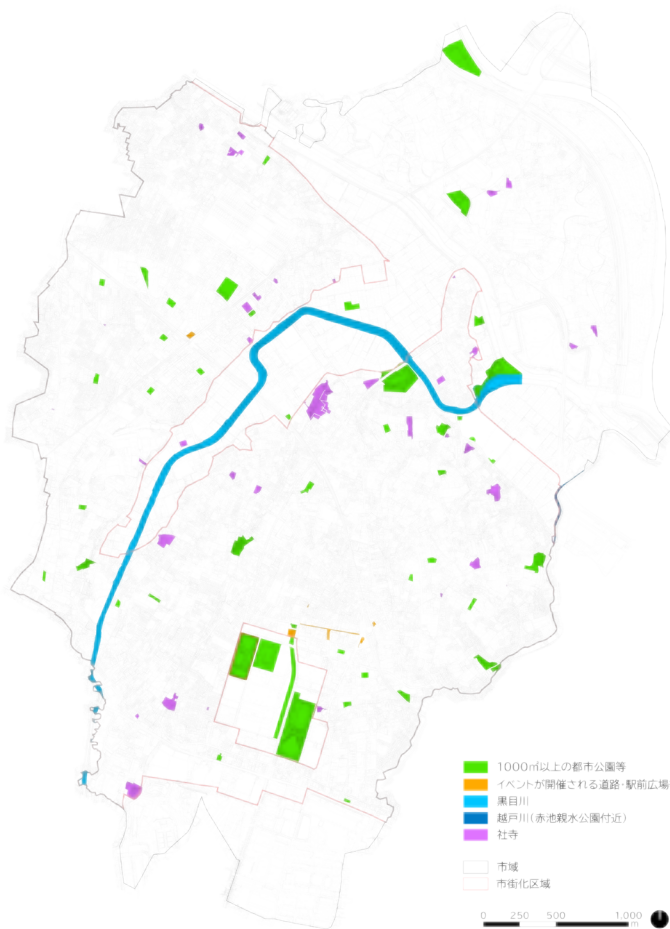 1000㎡以上の都市公園等
イベントが開催される道路・駅前広場
黒目川
越戸川(赤池親水公園付近)
社寺
市域
市街化区域
0 250 500 1,000
m